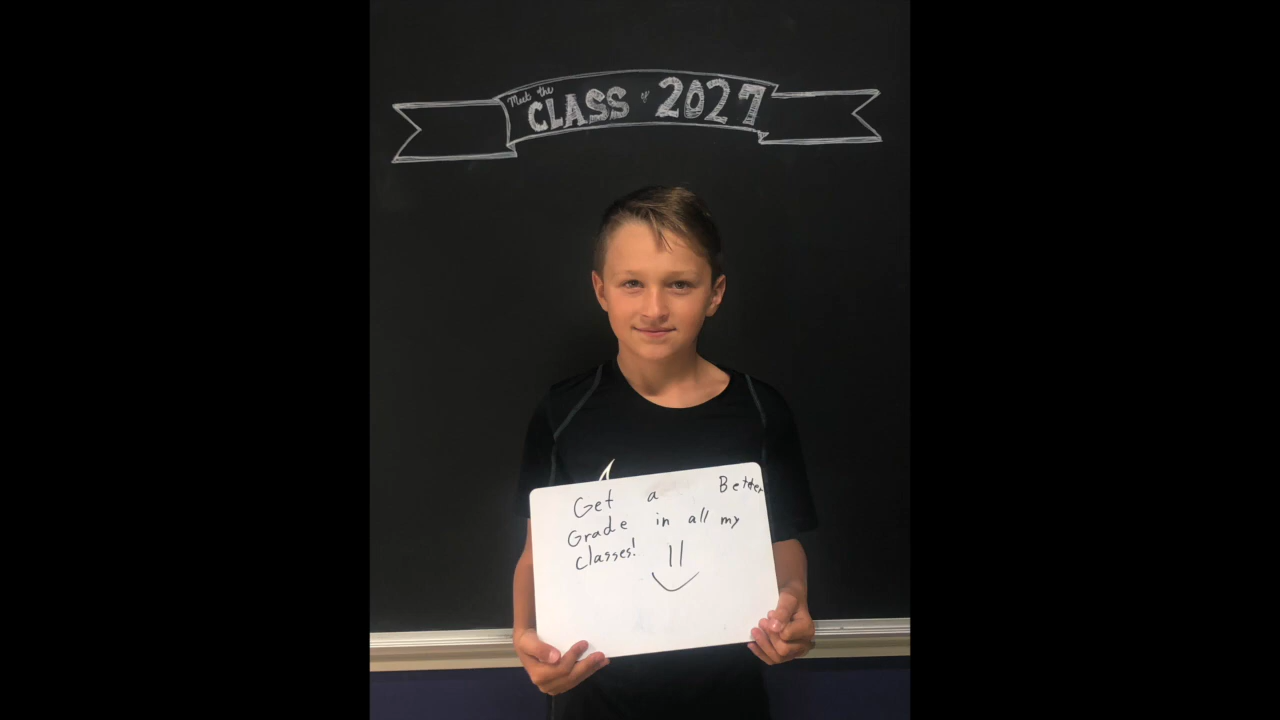 Meet the
CLASS of 2027
Get a Better
Grade in all my
classes!